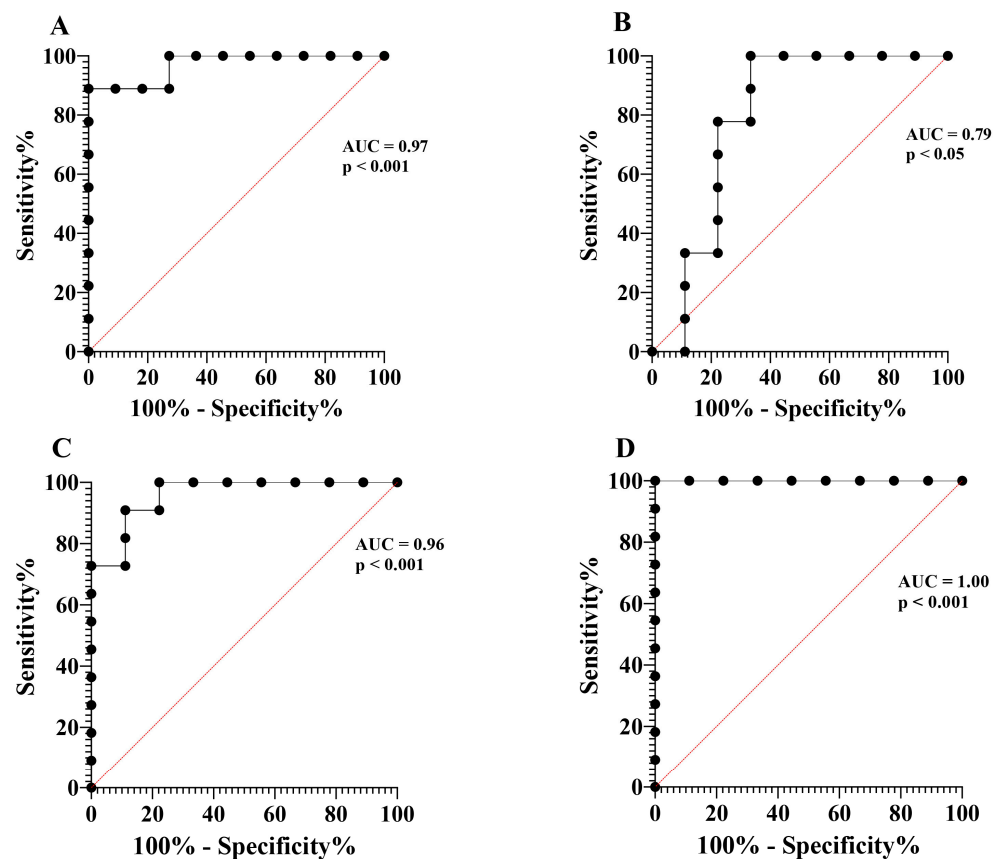 A
100
80
60
40
20
0
Sensitivity%
AUC = 0.97
p < 0.001
0 20 40 60 80 100
100% - Specificity%
B
100
80
60
40
20
0
Sensitivity%
AUC = 0.79
p < 0.05
0 20 40 60 80 100
100% - Specificity%
C
100
80
60
40
20
0
Sensitivity%
AUC = 0.96
p < 0.001
0 20 40 60 80 100
100% - Specificity%
D
100
80
60
40
20
0
Sensitivity%
AUC = 1.00
p < 0.001
0 20 40 60 80 100
100% - Specificity%